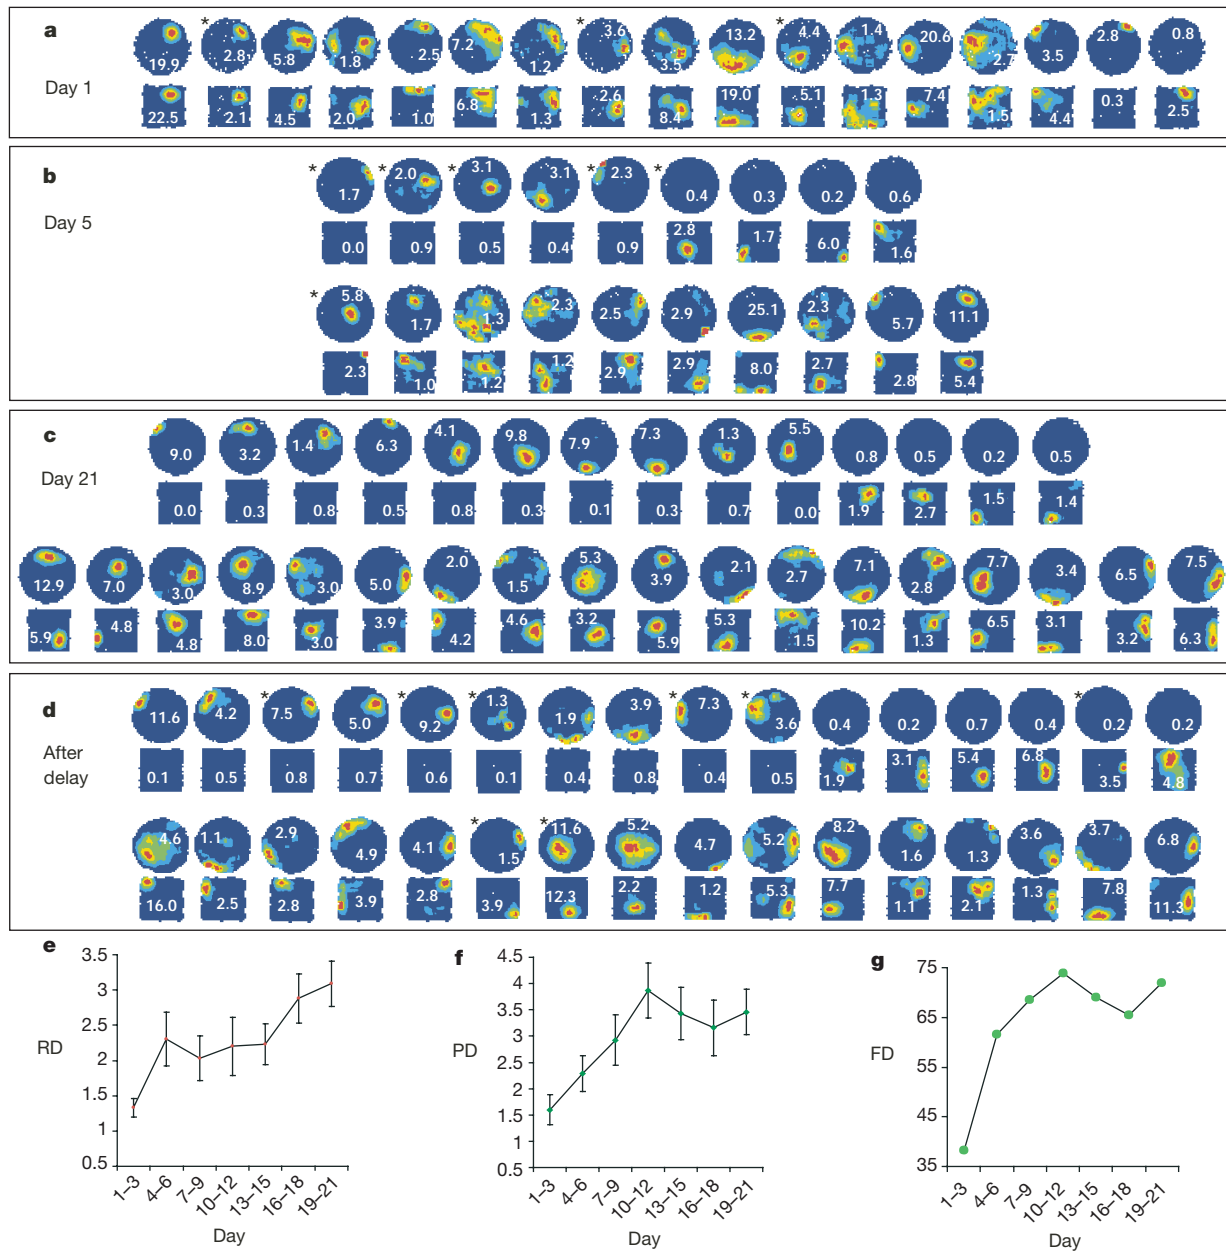 a
* * *
19.9 2.8 5.8 1.8 2.5 7.2 1.2 3.6 3.5 13.2 4.4 1.4 20.6 2.7 3.5 2.8 0.8
Day 1
22.5 2.1 4.5 2.0 1.0 6.8 1.3 2.6 8.4 19.0 5.1 1.3 7.4 1.5 4.4 0.3 2.5
b
* * * * *
1.7 2.0 3.1 3.1 2.3 0.4 0.3 0.2 0.6
Day 5
0.0 0.9 0.5 0.4 0.9 2.8 1.7 6.0 1.6
*
5.8 1.7 1.3 2.3 2.5 2.9 25.1 2.3 5.7 11.1
2.3 1.0 1.2 1.2 2.9 2.9 8.0 2.7 2.8 5.4
c
9.0 3.2 1.4 6.3 4.1 9.8 7.9 7.3 1.3 5.5 0.8 0.5 0.2 0.5
Day 21
0.0 0.3 0.8 0.5 0.8 0.3 0.1 0.3 0.7 0.0 1.9 2.7 1.5 1.4
12.9 7.0 3.0 8.9 3.0 5.0 2.0 1.5 5.3 3.9 2.1 2.7 7.1 2.8 7.7 3.4 6.5 7.5
5.9 4.8 4.8 8.0 3.0 3.9 4.2 4.6 3.2 5.9 5.3 1.5 10.2 1.3 6.5 3.1 3.2 6.3
d
* * * * * *
11.6 4.2 7.5 5.0 9.2 1.3 1.9 3.9 7.3 3.6 0.4 0.2 0.7 0.4 0.2 0.2
After
delay
0.1 0.5 0.8 0.7 0.6 0.1 0.4 0.8 0.4 0.5 1.9 3.1 5.4 6.8 3.5 4.8
* *
4.6 1.1 2.9 4.9 4.1 1.5 11.6 5.2 4.7 5.2 8.2 1.6 1.3 3.6 3.7 6.8
16.0 2.5 2.8 3.9 2.8 3.9 12.3 2.2 1.2 5.3 7.7 1.1 2.1 1.3 7.8 11.3
e
3.5
3
2.5
RD
2
1.5
1
0.5
1–3 4–6 7–9 10–12 13–15 16–18 19–21
Day
f
4.5
4
3.5
3
PD
2.5
2
1.5
1
0.5
1–3 4–6 7–9 10–12 13–15 16–18 19–21
Day
g
75
65
FD
55
45
35
1–3 4–6 7–9 10–12 13–15 16–18 19–21
Day